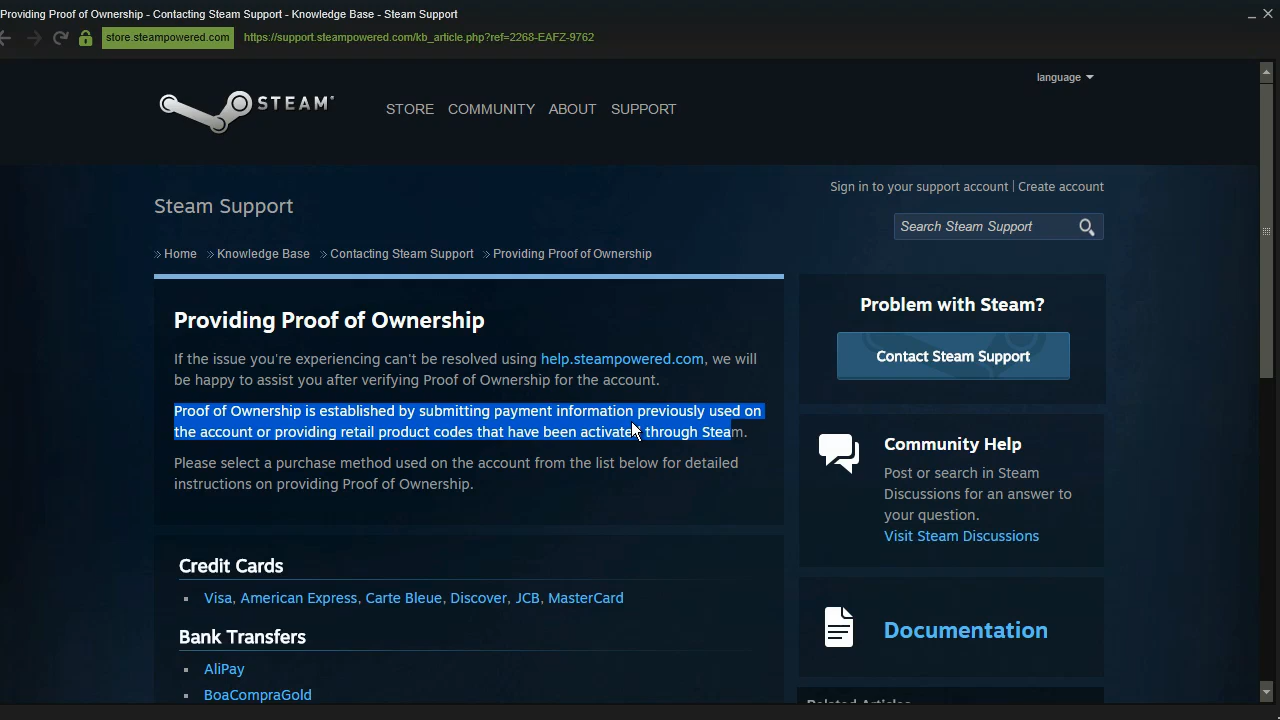 Providing Proof of Ownership - Contacting Steam Support - Knowledge Base - Steam Support
store.steampowered.com https://support.steampowered.com/kb_article.php?ref=2268-EAFZ-9762
language
STEAM®
STORE COMMUNITY ABOUT SUPPORT
Sign in to your support account | Create account
Steam Support
Search Steam Support
Home Knowledge Base Contacting Steam Support Providing Proof of Ownership
Providing Proof of Ownership
If the issue you're experiencing can't be resolved using help.steampowered.com, we will
be happy to assist you after verifying Proof of Ownership for the account.
Proof of Ownership is established by submitting payment information previously used on
the account or providing retail product codes that have been activated through Steam.
Please select a purchase method used on the account from the list below for detailed
instructions on providing Proof of Ownership.
Credit Cards
Visa, American Express, Carte Bleue, Discover, JCB, MasterCard
Bank Transfers
AliPay
BoaCompraGold
Problem with Steam?
Contact Steam Support
Community Help
Post or search in Steam
Discussions for an answer to
your question.
Visit Steam Discussions
Documentation
Related Articles